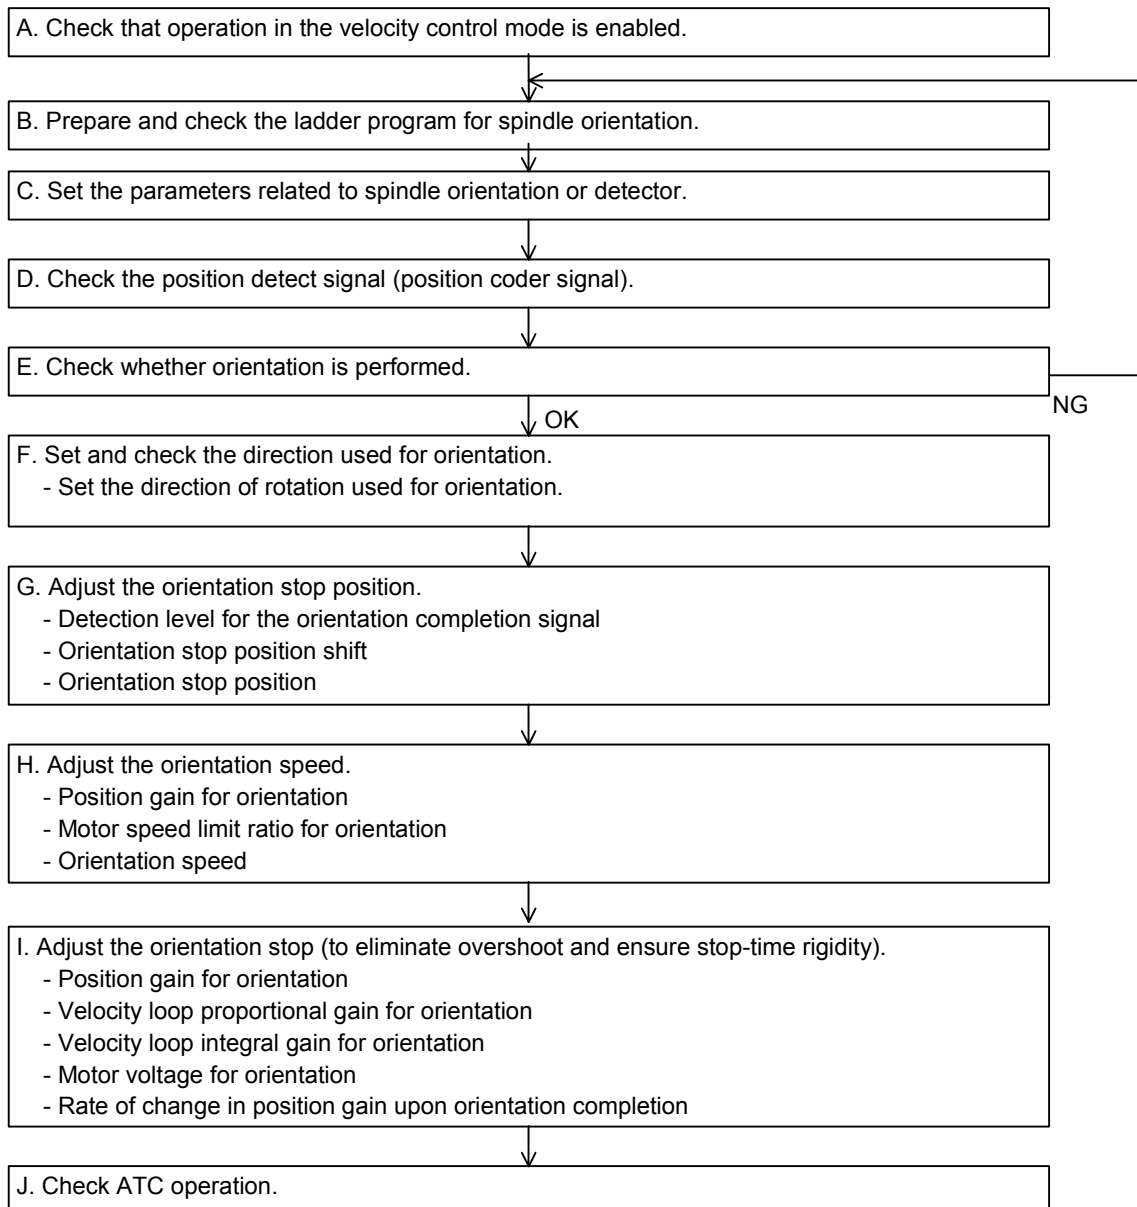 A. Check that operation in the velocity control mode is enabled.
B. Prepare and check the ladder program for spindle orientation.
C. Set the parameters related to spindle orientation or detector.
D. Check the position detect signal (position coder signal).
E. Check whether orientation is performed.
NG
OK
F. Set and check the direction used for orientation.
- Set the direction of rotation used for orientation.
G. Adjust the orientation stop position.
- Detection level for the orientation completion signal
- Orientation stop position shift
- Orientation stop position
H. Adjust the orientation speed.
- Position gain for orientation
- Motor speed limit ratio for orientation
- Orientation speed
I. Adjust the orientation stop (to eliminate overshoot and ensure stop-time rigidity).
- Position gain for orientation
- Velocity loop proportional gain for orientation
- Velocity loop integral gain for orientation
- Motor voltage for orientation
- Rate of change in position gain upon orientation completion
J. Check ATC operation.